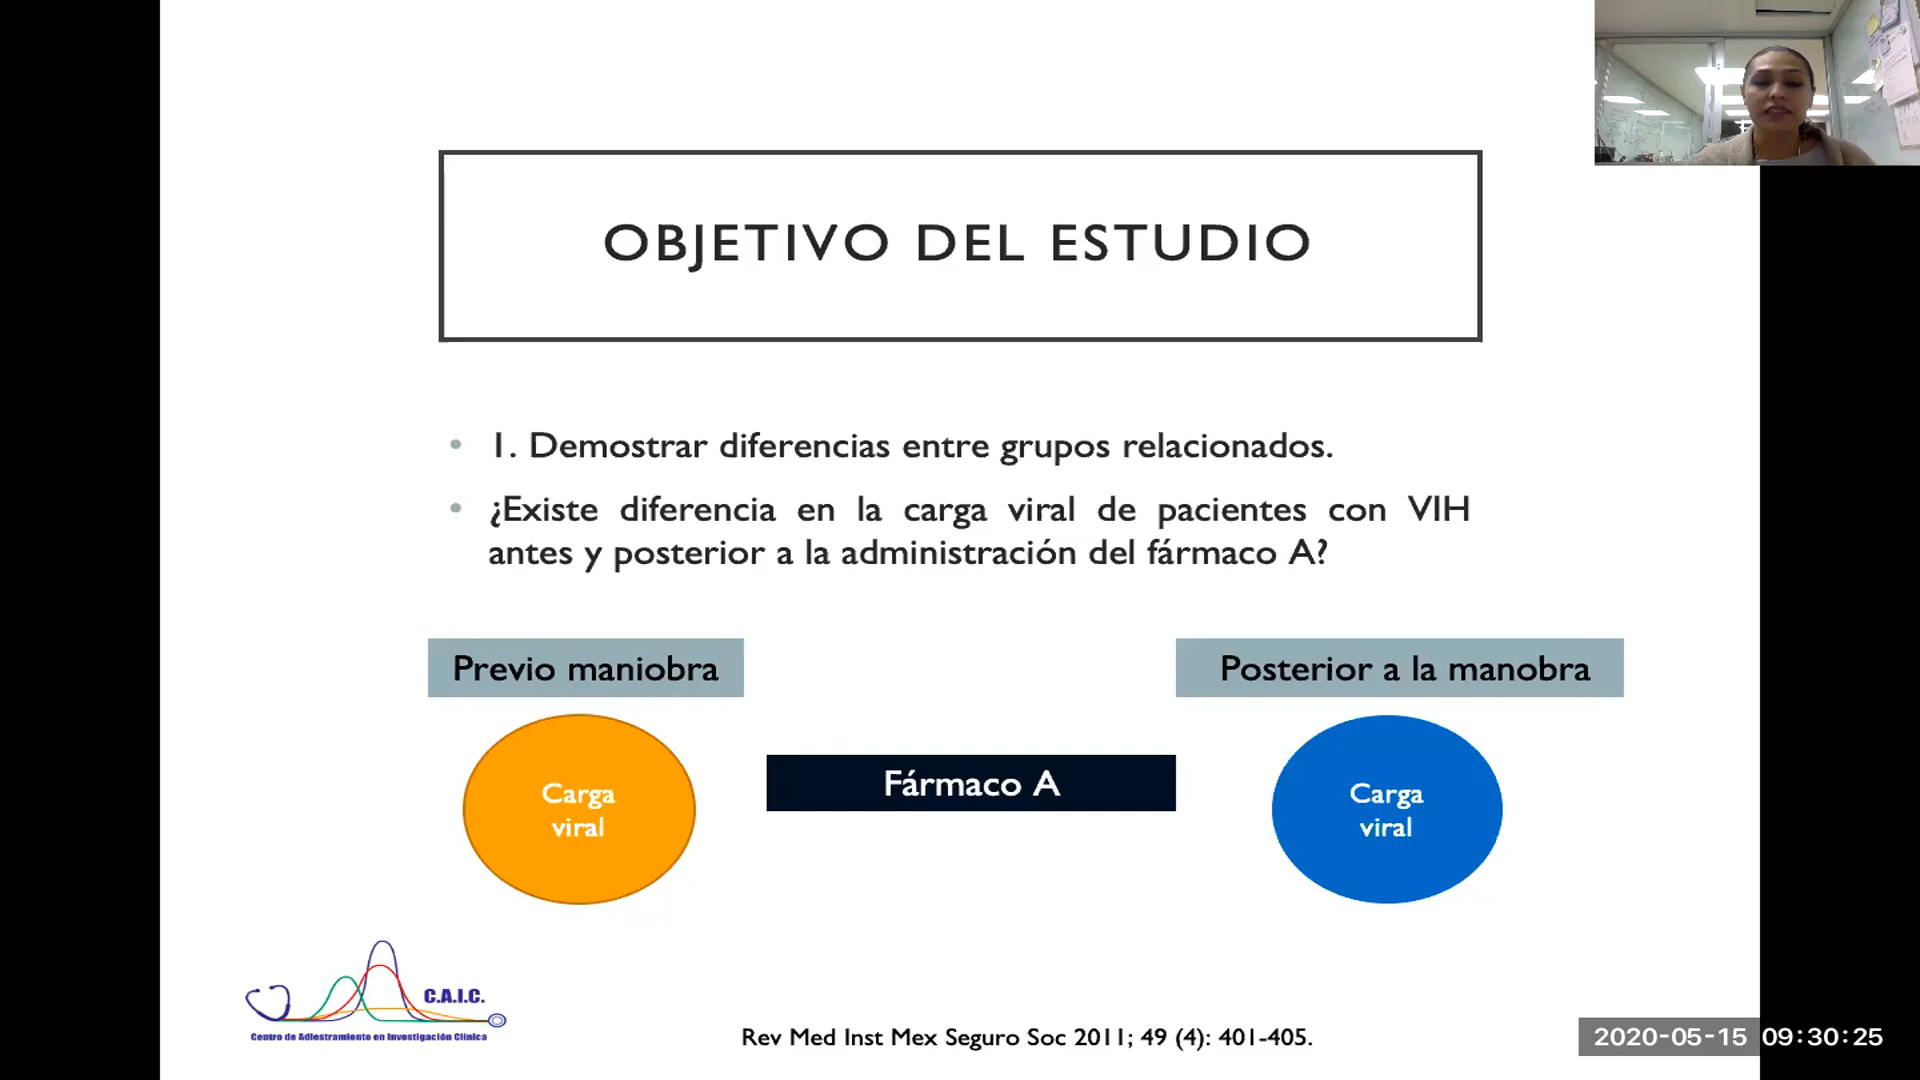 OBJETIVO DEL ESTUDIO
• 1. Demostrar diferencias entre grupos relacionados.
• ¿Existe diferencia en la carga viral de pacientes con VIH
antes y posterior a la administración del fármaco A?
Previo maniobra
Posterior a la manobra
Carga
viral
Fármaco A
Carga
viral
C.A.I.C.
Centro de Adiestramiento en Investigación Clínica
Rev Med Inst Mex Seguro Soc 2011; 49 (4): 401-405.
2020-05-15 09:30:25